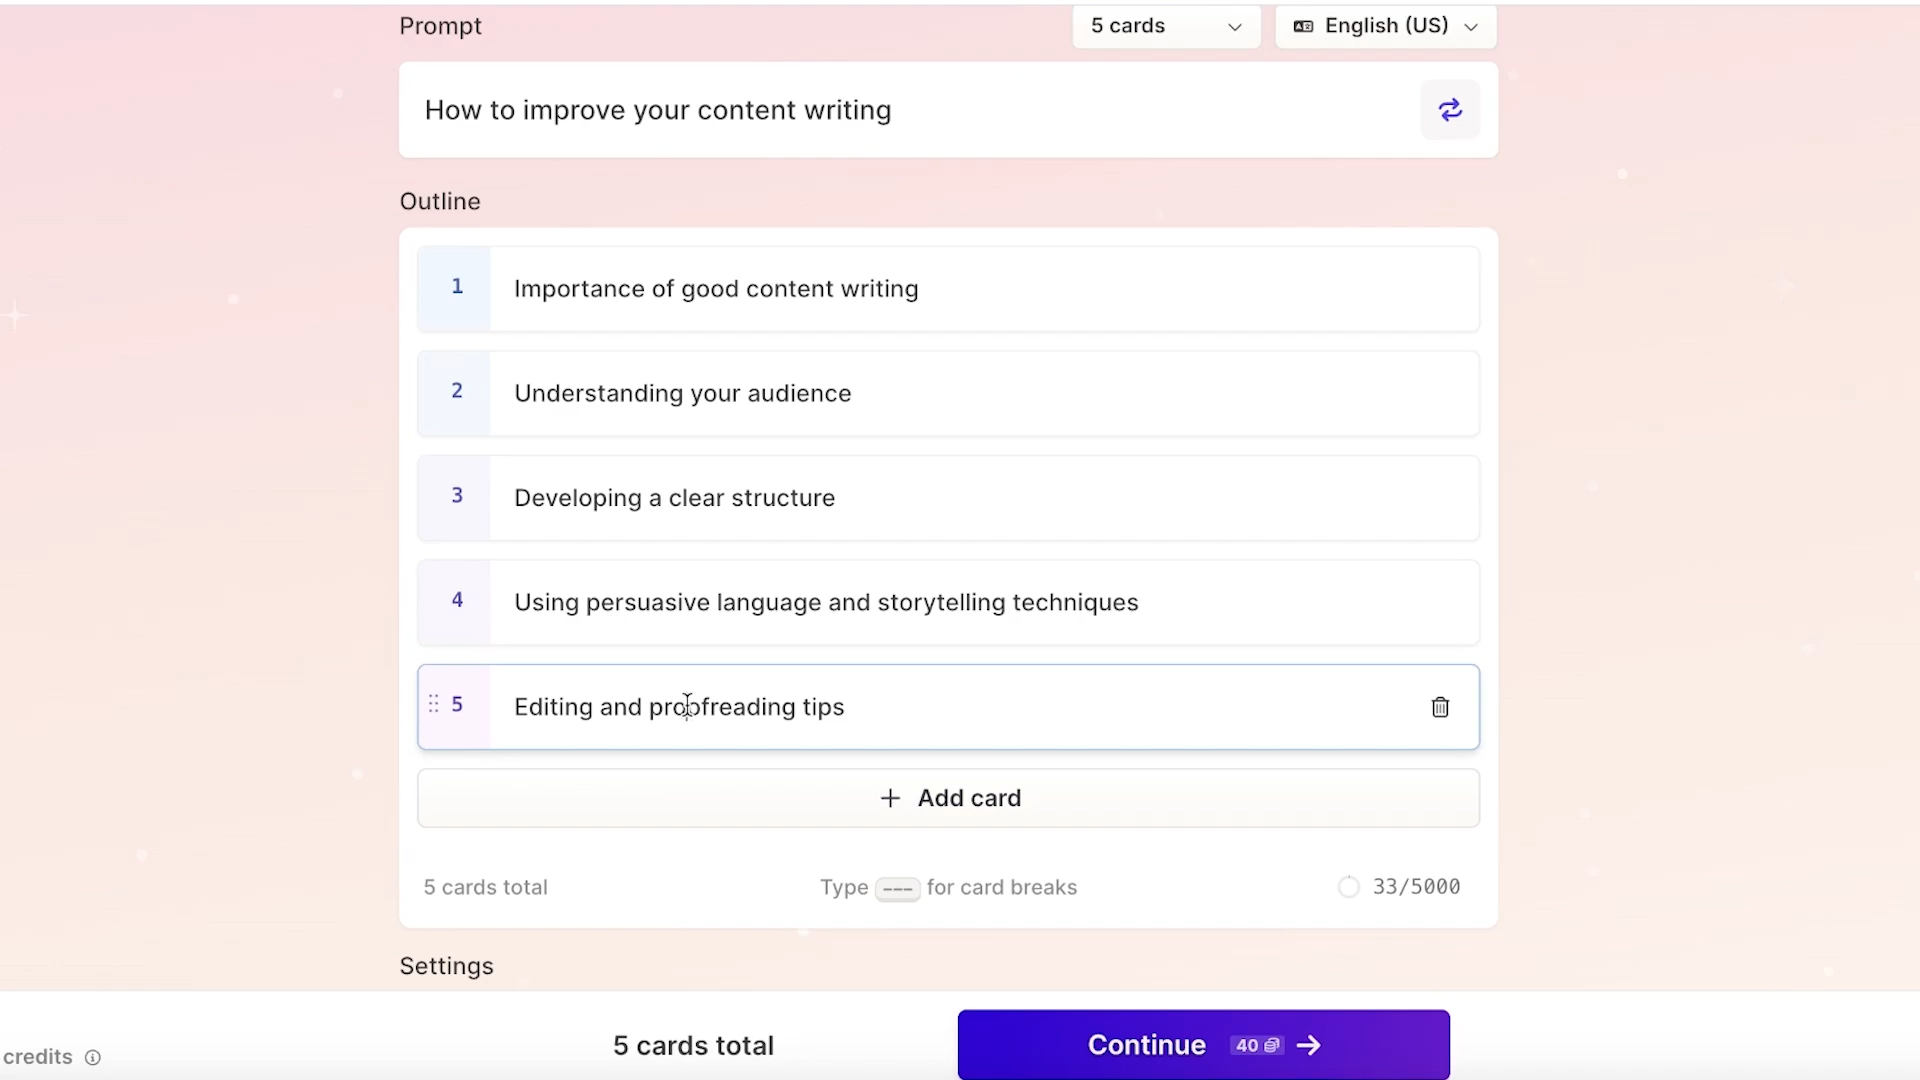 Prompt
5 cards
English (US)
How to improve your content writing
Outline
1 Importance of good content writing
2 Understanding your audience
3 Developing a clear structure
4 Using persuasive language and storytelling techniques
5 Editing and proofreading tips
+ Add card
5 cards total
Type --- for card breaks
33/5000
Settings
credits
5 cards total
Continue 40